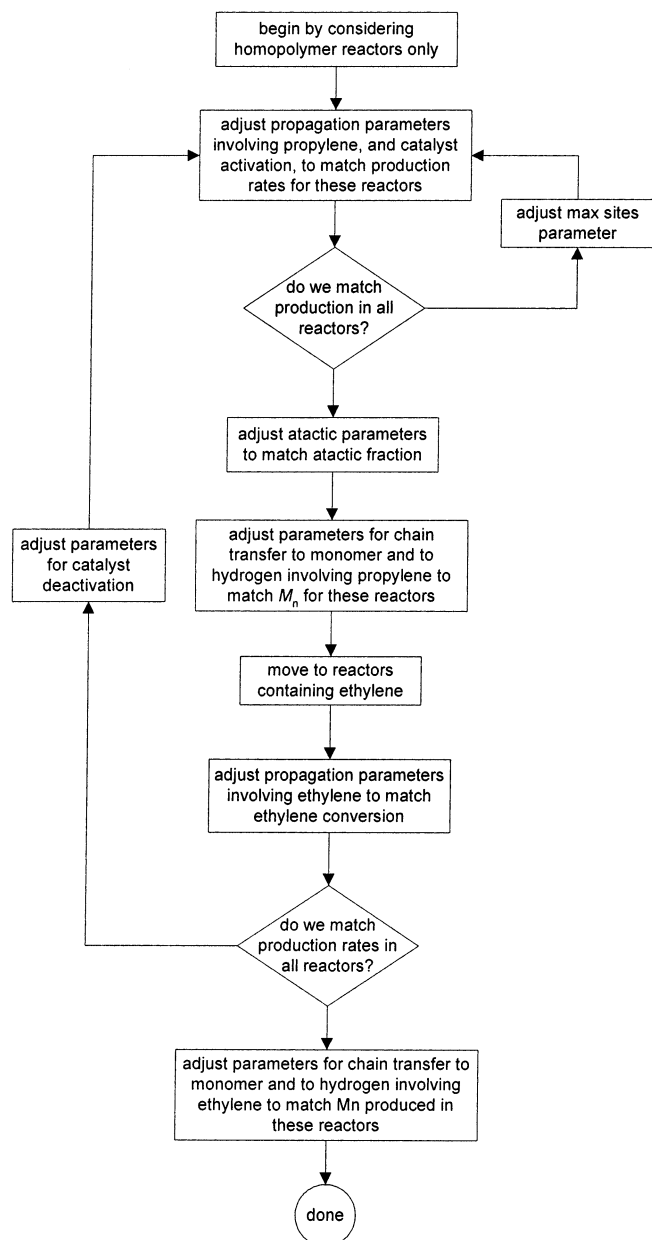 begin by considering
homopolymer reactors only
adjust propagation parameters
involving propylene, and catalyst
activation, to match production
rates for these reactors
adjust max sites
parameter
do we match
production in all
reactors?
adjust atactic parameters
to match atactic fraction
adjust parameters for chain
transfer to monomer and to
hydrogen involving propylene to
match Mn for these reactors
adjust parameters
for catalyst
deactivation
move to reactors
containing ethylene
adjust propagation parameters
involving ethylene to match
ethylene conversion
do we match
production rates in
all reactors?
adjust parameters for chain transfer to
monomer and to hydrogen involving
ethylene to match Mn produced in
these reactors
done